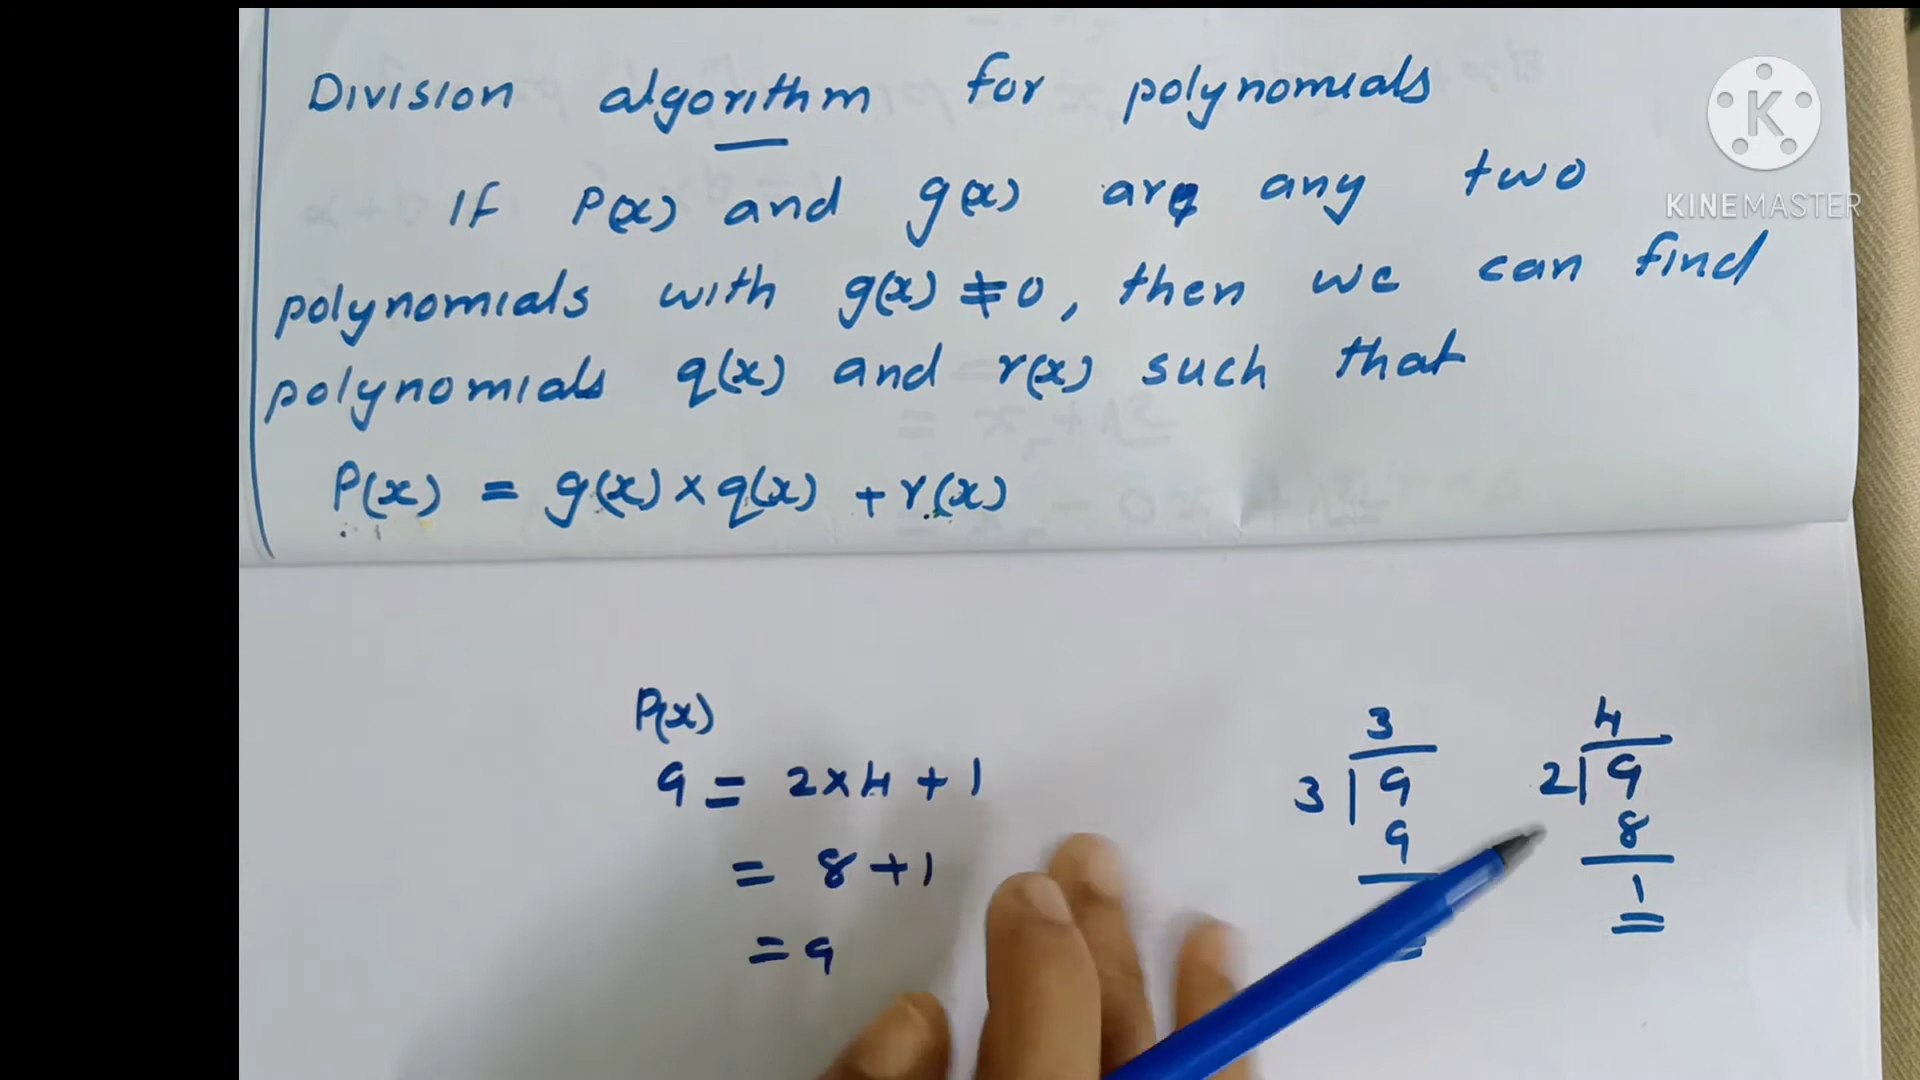 Division algorithm for polynomials
If P(x) and g(x) are any two
polynomials with g(x) ≠ 0, then we can find
polynomials q(x) and r(x) such that
P(x) = g(x) × q(x) + r(x)
K
KINEMASTER
P(x)
9 = 2×4 + 1
= 8 + 1
= 9
3
3 9
9
4
2 9
8
1